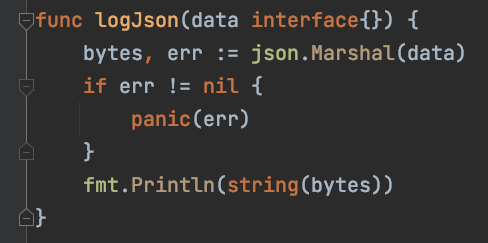 func logJson(data interface{}) {
    bytes, err := json.Marshal(data)
    if err != nil {
        panic(err)
    }
    fmt.Println(string(bytes))
}